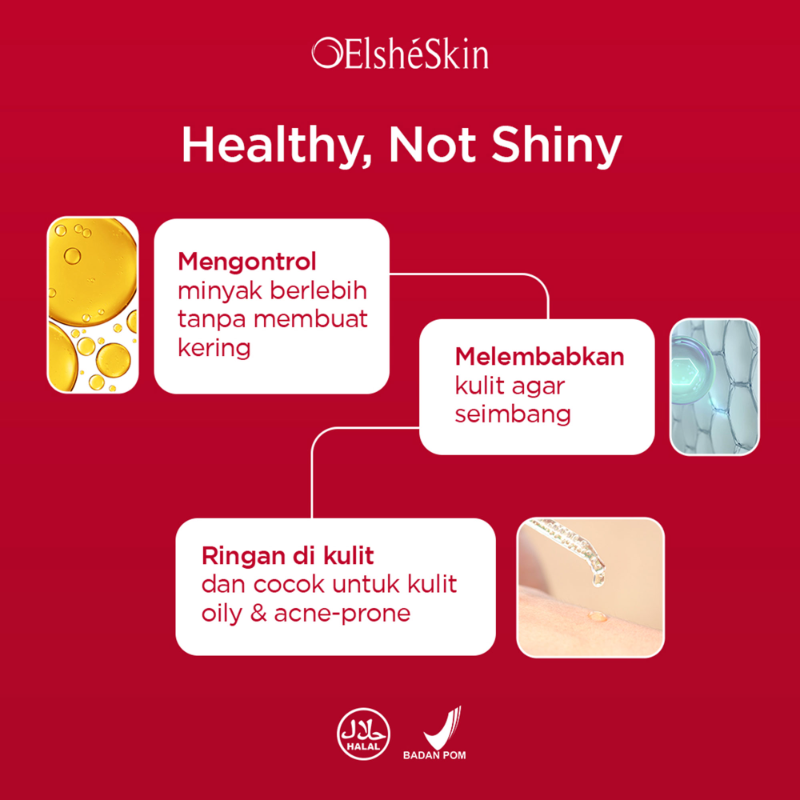 ElshéSkin
Healthy, Not Shiny
Mengontrol
minyak berlebih
tanpa membuat
kering
Melembabkan
kulit agar
seimbang
Ringan di kulit
dan cocok untuk kulit
oily & acne-prone
حلال
HALAL
BADAN POM